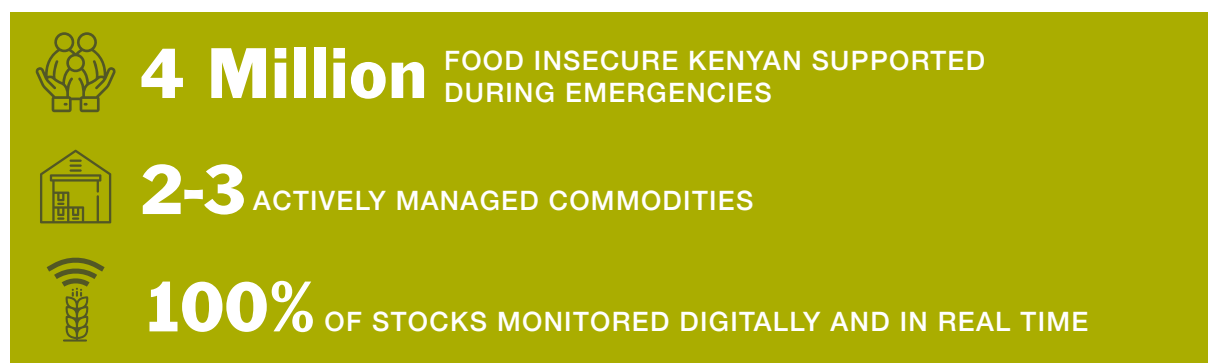 4 Million FOOD INSECURE KENYAN SUPPORTED
DURING EMERGENCIES
2-3 ACTIVELY MANAGED COMMODITIES
100% OF STOCKS MONITORED DIGITALLY AND IN REAL TIME